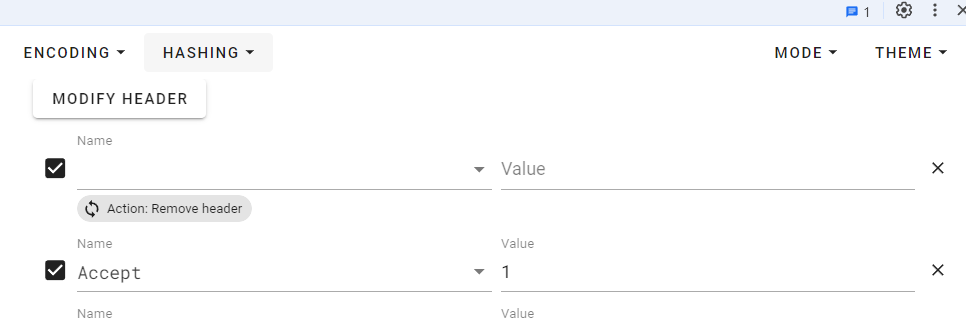 1
ENCODING HASHING MODE THEME
MODIFY HEADER
Name
Value
Action: Remove header
Name Value
Accept 1
Name Value